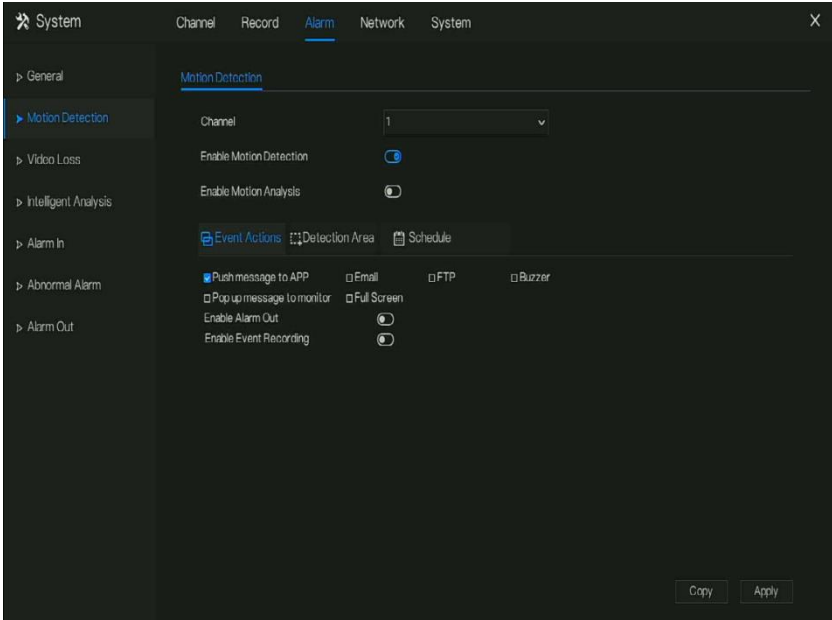 System Channel Record Alarm Network System X
General
Motion Detection
Video Loss
Intelligent Analysis
Alarm In
Abnormal Alarm
Alarm Out
Motion Detection
Channel 1
Enable Motion Detection
Enable Motion Analysis
Event Actions Detection Area Schedule
Push message to APP Email FTP Buzzer
Pop up message to monitor Full Screen
Enable Alarm Out
Enable Event Recording
Copy Apply